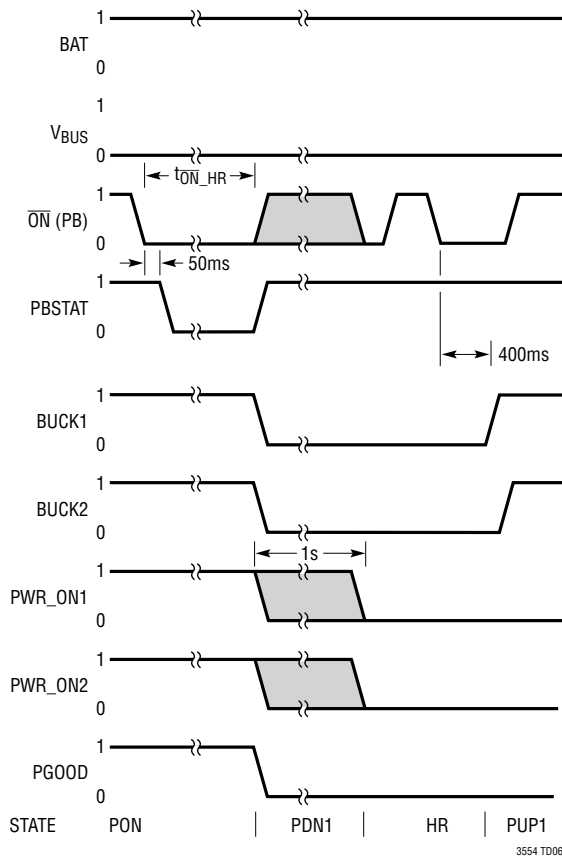 1
BAT
0
1
VBUS
0
tON_HR
1
ON (PB)
0
50ms
1
PBSTAT
0
400ms
1
BUCK1
0
1
BUCK2
0
1s
1
PWR_ON1
0
1
PWR_ON2
0
1
PGOOD
0
STATE PON PDN1 HR PUP1
3554 TD06